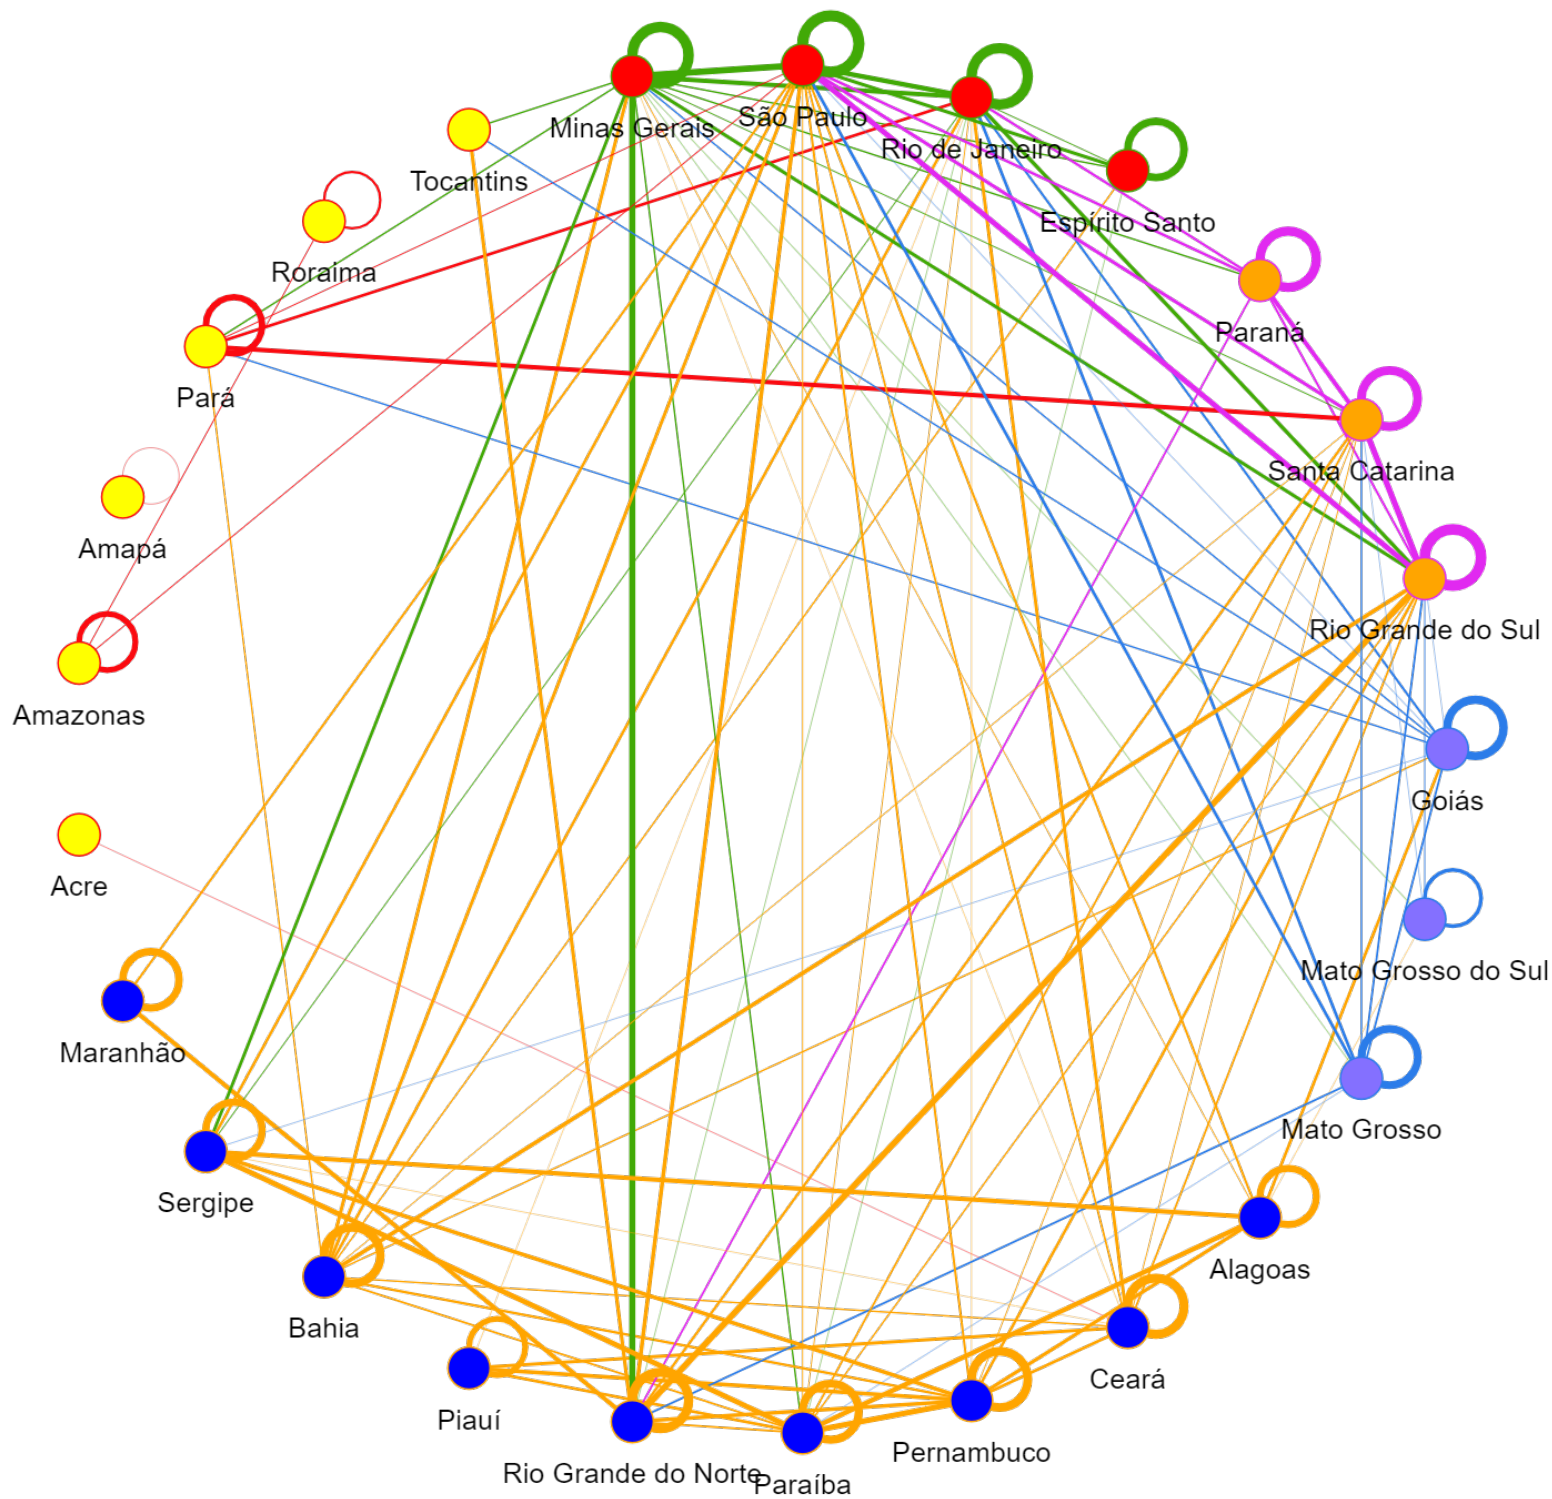 São Paulo
Minas Gerais
Rio de Janeiro
Tocantins
Espírito Santo
Roraima
Paraná
Pará
Santa Catarina
Amapá
Rio Grande do Sul
Amazonas
Goiás
Acre
Mato Grosso do Sul
Maranhão
Mato Grosso
Sergipe
Alagoas
Bahia
Ceará
Piauí
Pernambuco
Rio Grande do Norte
Paraíba